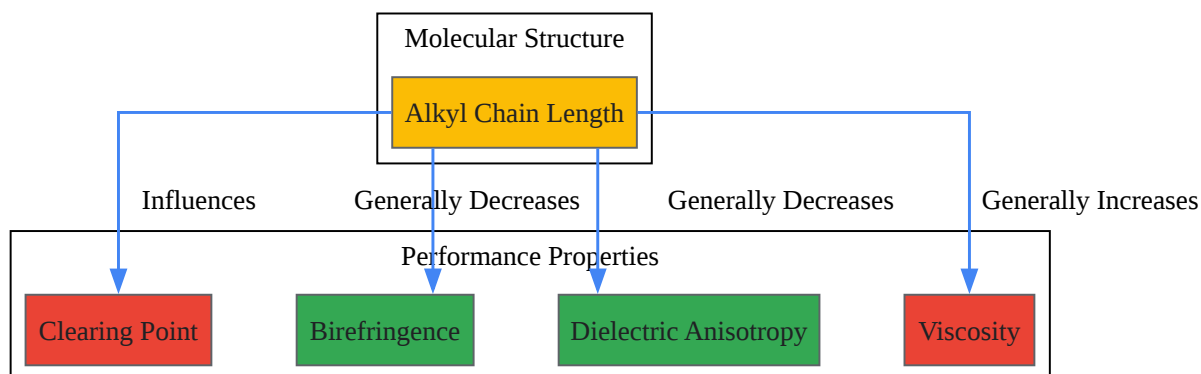 Molecular Structure
Alkyl Chain Length
Influences
Generally Decreases
Generally Decreases
Generally Increases
Performance Properties
Clearing Point
Birefringence
Dielectric Anisotropy
Viscosity